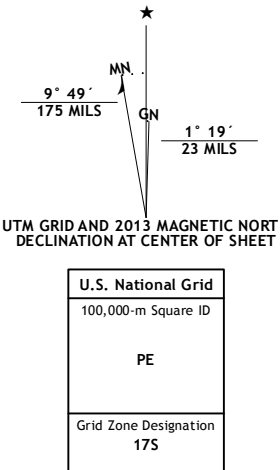 ★
MN
GN
9° 49´
175 MILS
1° 19´
23 MILS
UTM GRID AND 2013 MAGNETIC NORT
DECLINATION AT CENTER OF SHEET
U.S. National Grid
100,000-m Square ID
PE
Grid Zone Designation
17S